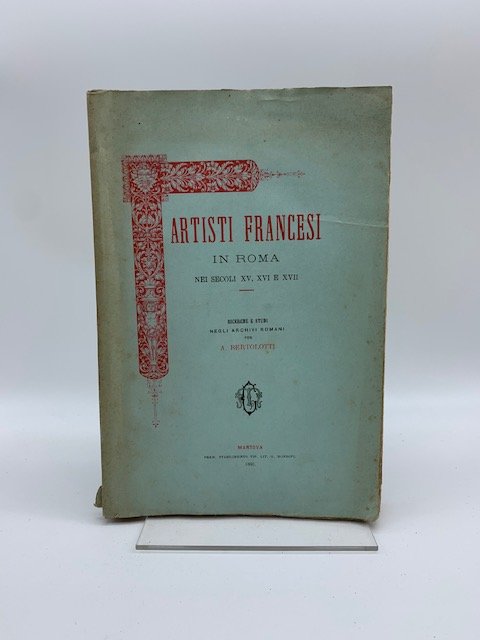 ARTISTI FRANCESI
IN ROMA
NEI SECOLI XV, XVI E XVII
RICERCHE E STUDI
NEGLI ARCHIVI ROMANI
PER
A. BERTOLOTTI
MANTOVA